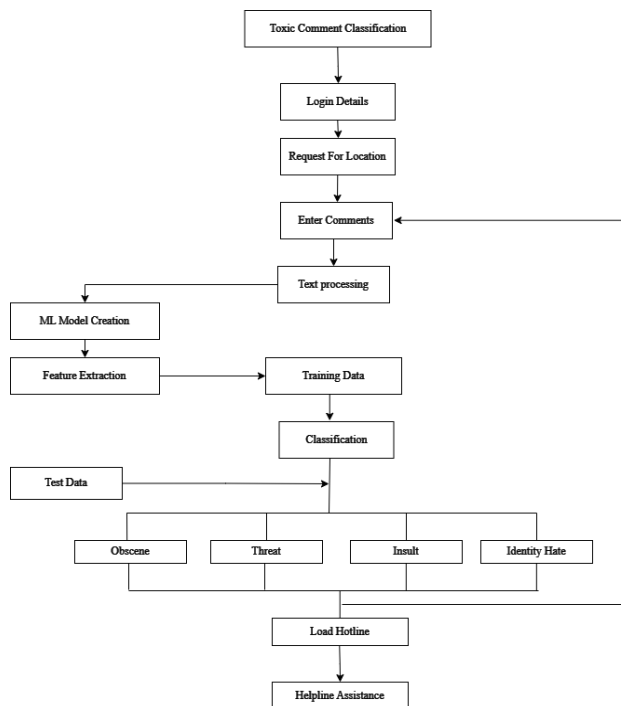 Toxic Comment Classification
Login Details
Request For Location
Enter Comments
Text processing
ML Model Creation
Feature Extraction
Training Data
Classification
Test Data
Obscene
Threat
Insult
Identity Hate
Load Hotline
Helpline Assistance